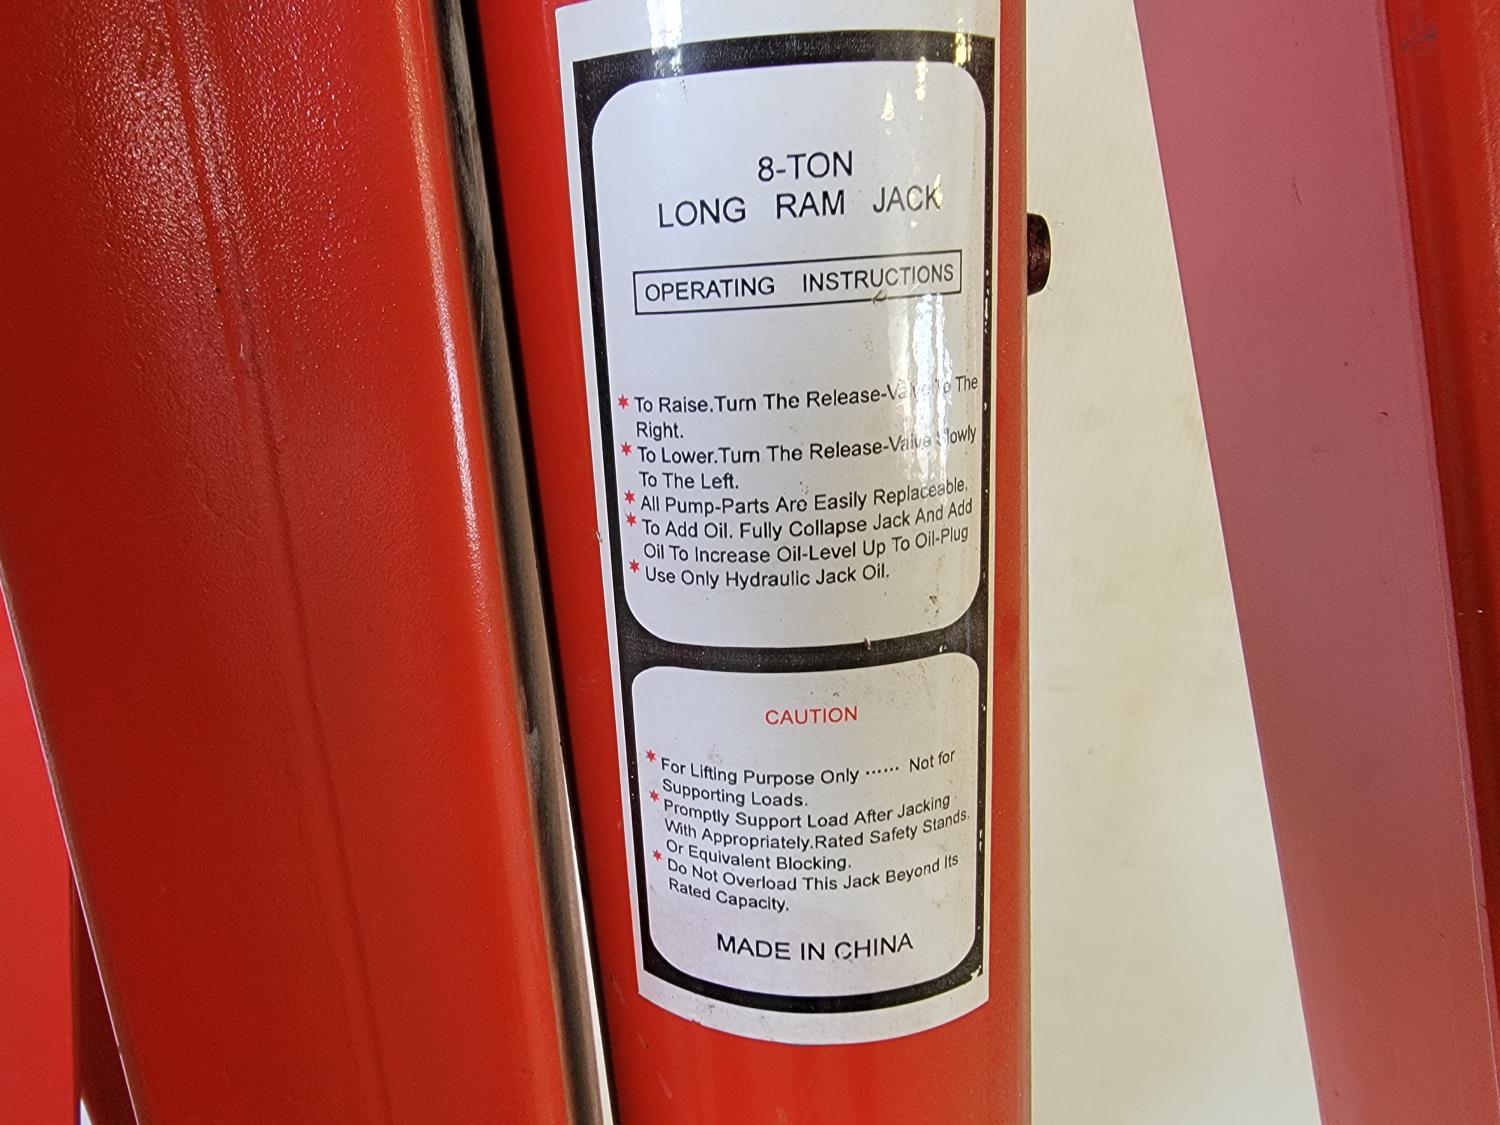 8-TON
LONG RAM JACK
OPERATING INSTRUCTIONS
* To Raise.Turn The Release-Valve To The
Right.
* To Lower.Turn The Release-Valve Slowly
To The Left.
* All Pump-Parts Are Easily Replaceable.
* To Add Oil. Fully Collapse Jack And Add
Oil To Increase Oil-Level Up To Oil-Plug
* Use Only Hydraulic Jack Oil.
CAUTION
* For Lifting Purpose Only ...... Not for
Supporting Loads.
* Promptly Support Load After Jacking
With Appropriately.Rated Safety Stands.
Or Equivalent Blocking.
* Do Not Overload This Jack Beyond Its
Rated Capacity.
MADE IN CHINA